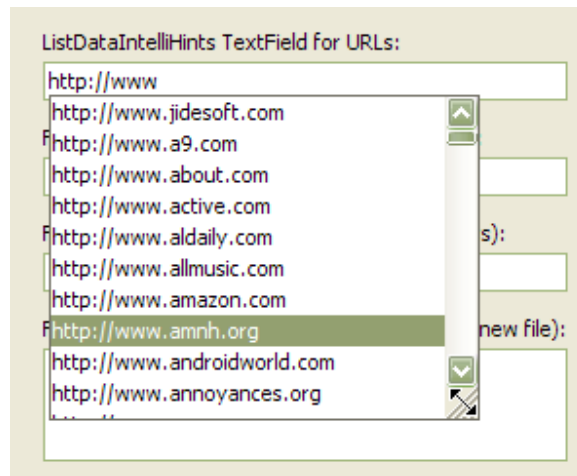 ListDataIntelliHints TextField for URLs:
http://www
http://www.jidesoft.com
http://www.a9.com
http://www.about.com
http://www.active.com
http://www.aldaily.com
s):
http://www.allmusic.com
http://www.amazon.com
http://www.amnh.org
new file):
http://www.androidworld.com
http://www.annoyances.org